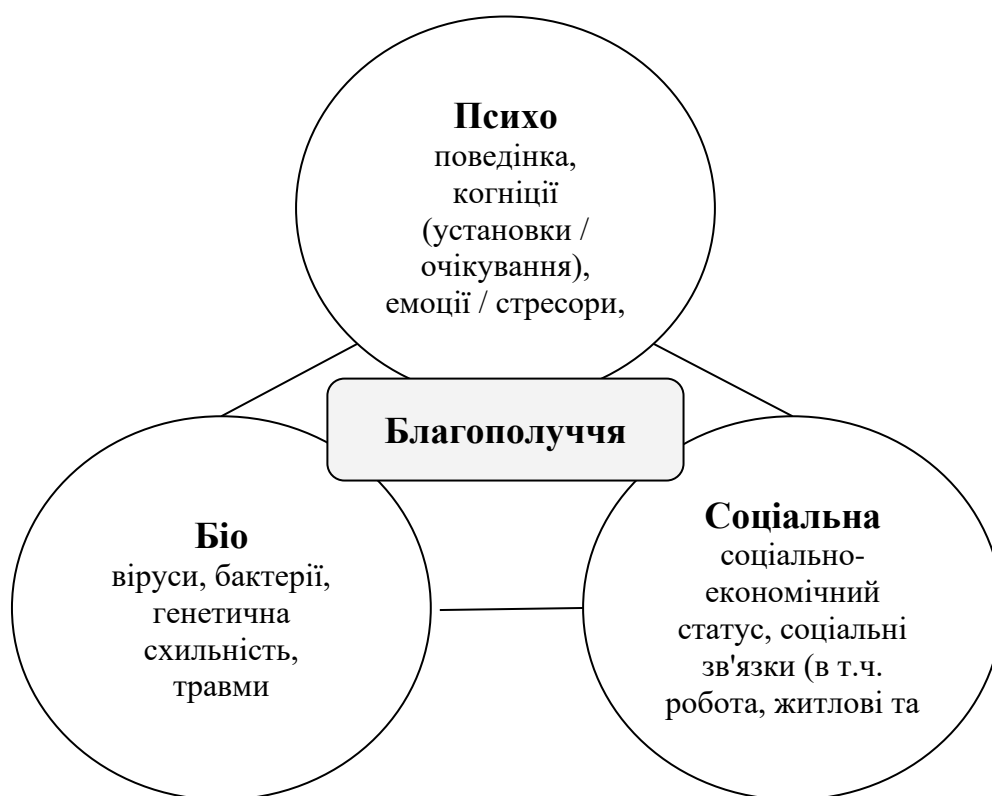 Психо
поведінка,
когніції
(установки /
очікування),
емоції / стресори,
Благополуччя
Біо
віруси, бактерії,
генетична
схильність,
травми
Соціальна
соціально-
економічний
статус, соціальні
зв'язки (в т.ч.
робота, житлові та